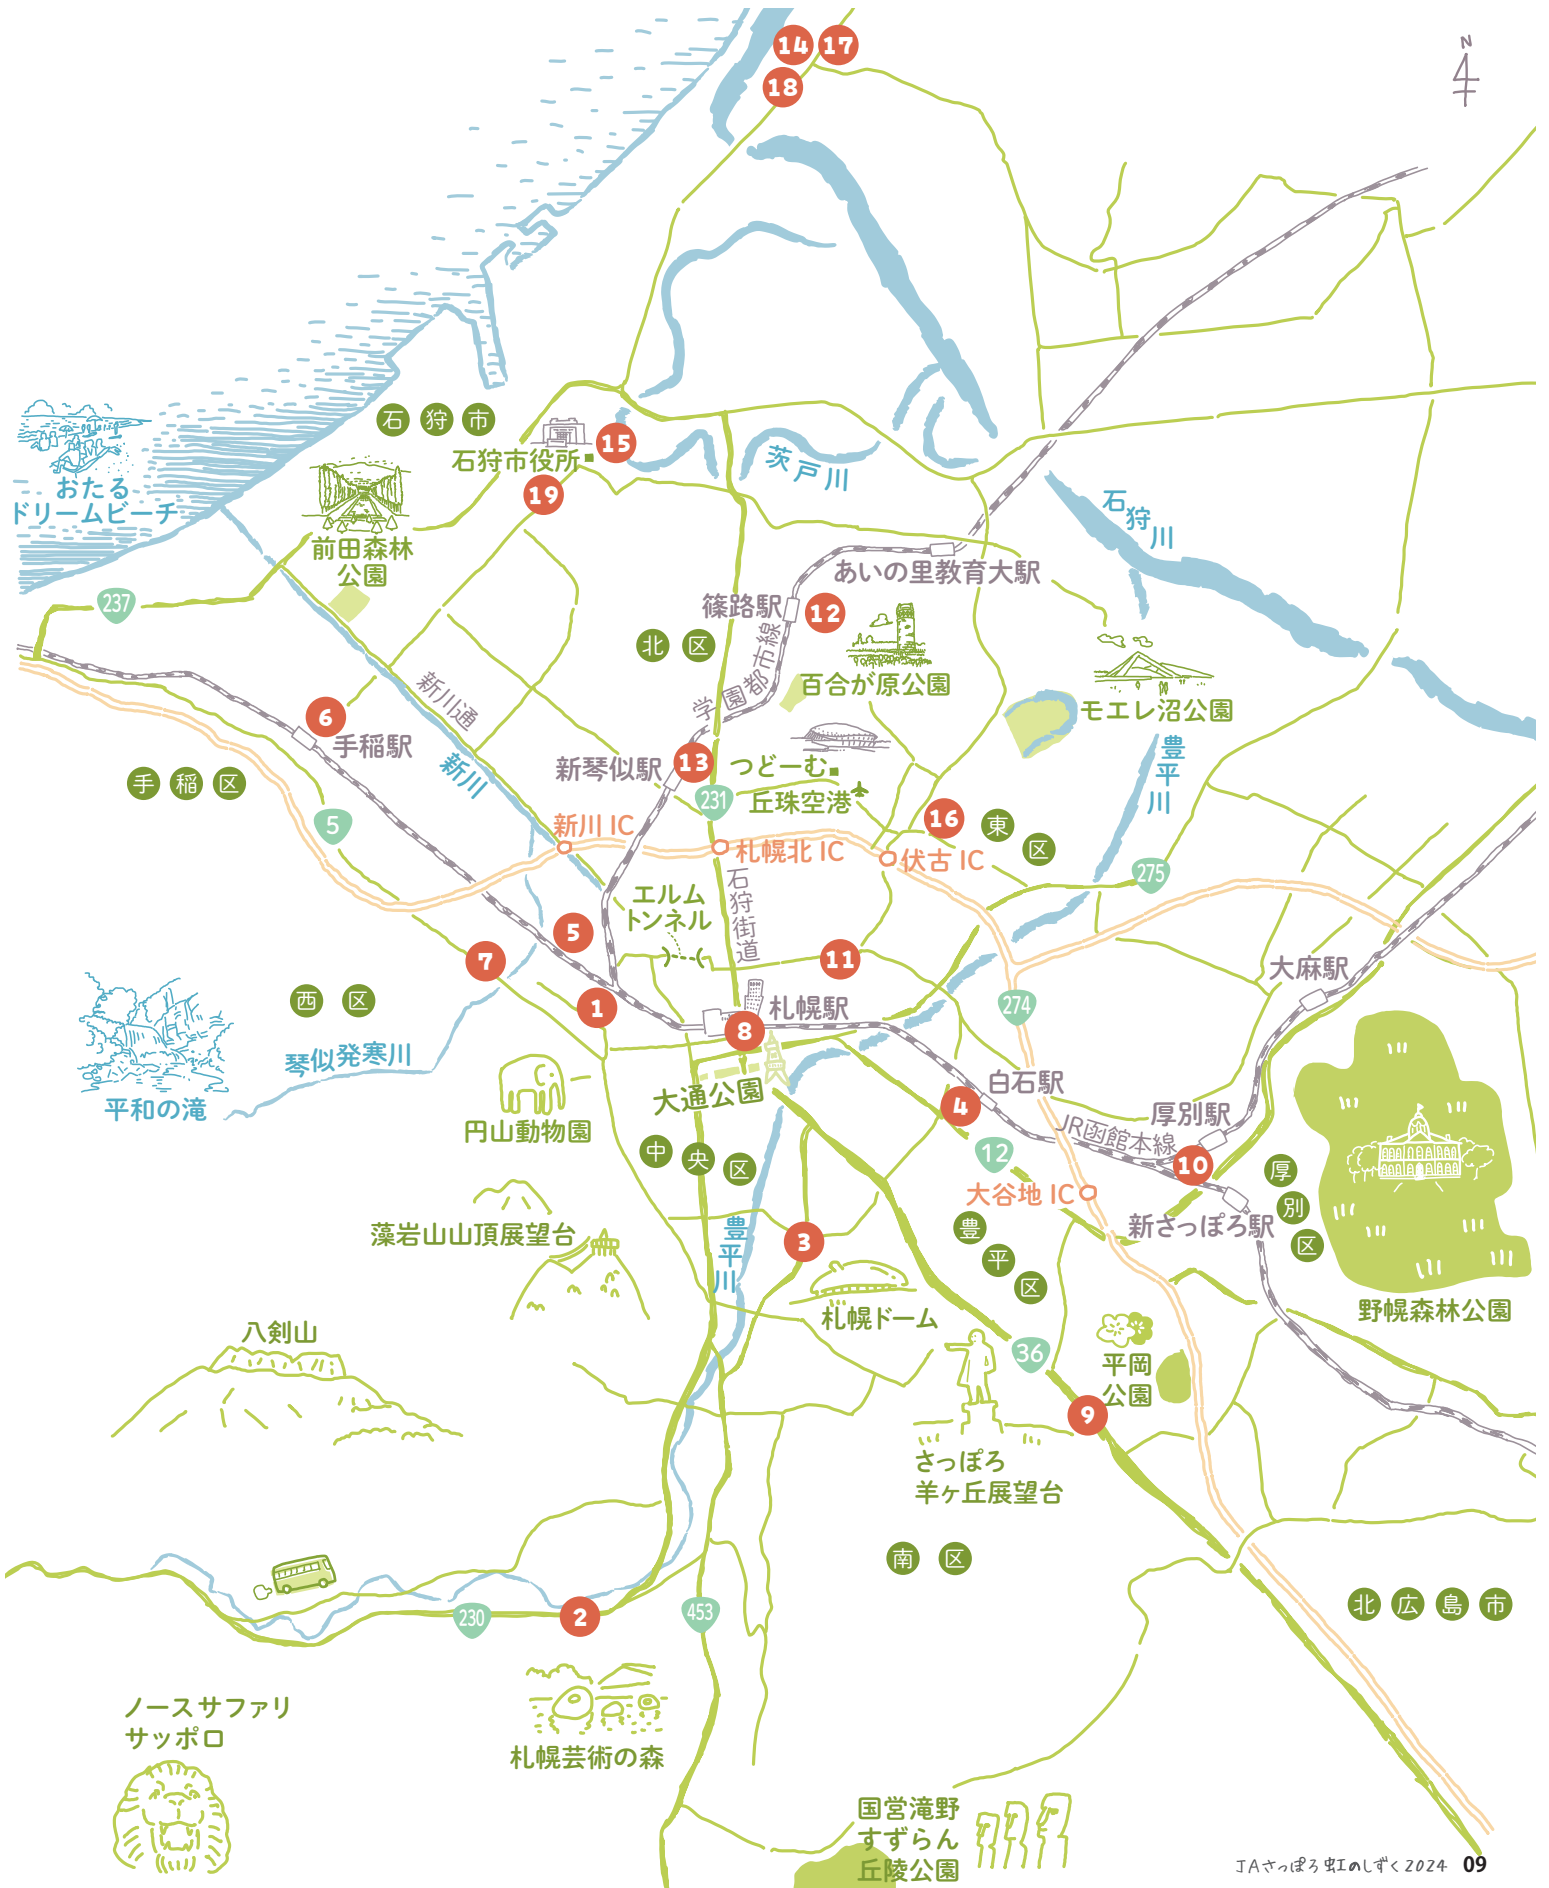 N
14
17
18
石狩市
石狩市役所
15
19
おたる
ドリームビーチ
前田森林
公園
茨戸川
石狩川
237
あいの里教育大駅
篠路駅
12
北区
学園都市線
百合が原公園
モエレ沼公園
新川通
6
手稲駅
新川
新琴似駅
13
つどーむ
丘珠空港
豊平川
手稲区
5
231
新川 IC
札幌北 IC
伏古 IC
16
東区
275
エルム
トンネル
石狩街道
5
7
11
大麻駅
西区
1
札幌駅
8
274
琴似発寒川
平和の滝
大通公園
円山動物園
白石駅
4
厚別駅
JR函館本線
12
10
中央区
大谷地 IC
厚別区
新さっぽろ駅
藻岩山山頂展望台
豊平川
3
豊平区
札幌ドーム
野幌森林公園
八剣山
36
平岡
公園
9
さっぽろ
羊ヶ丘展望台
南区
北広島市
230
2
453
ノースサファリ
サッポロ
札幌芸術の森
国営滝野
すずらん
丘陵公園
JAさっぽろ 虹のしずく 2024 09